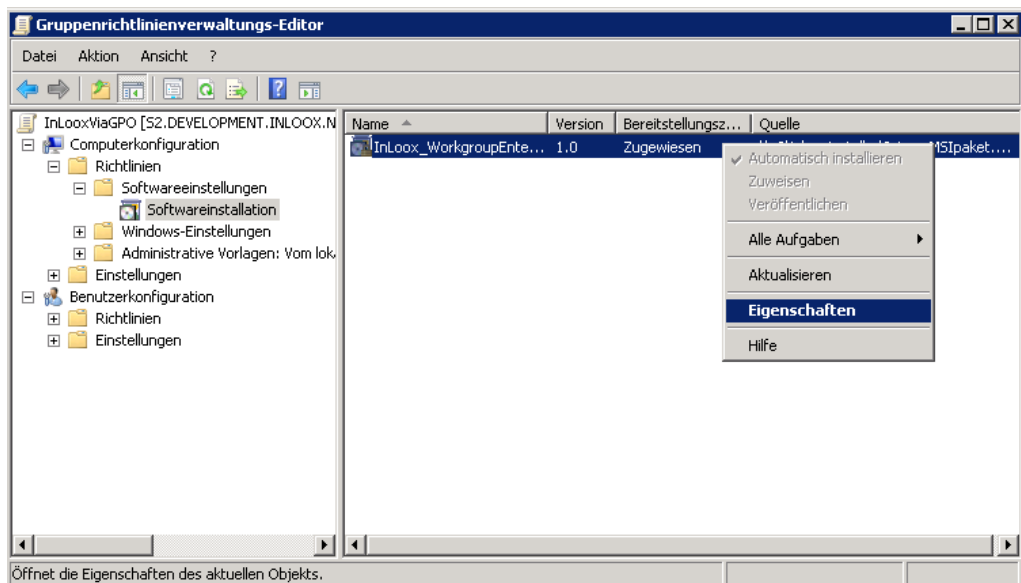 Gruppenrichtlinienverwaltungs-Editor
Datei Aktion Ansicht ?
InLooxViaGPO [S2.DEVELOPMENT.INLOOX.N
Computerkonfiguration
Richtlinien
Softwareeinstellungen
Softwareinstallation
Windows-Einstellungen
Administrative Vorlagen: Vom lok
Einstellungen
Benutzerkonfiguration
Richtlinien
Einstellungen
Name Version Bereitstellungsz... Quelle
InLoox_WorkgroupEnte... 1.0 Zugewiesen MSIpaket....
Automatisch installieren
Zuweisen
Veröffentlichen
Alle Aufgaben
Aktualisieren
Eigenschaften
Hilfe
Öffnet die Eigenschaften des aktuellen Objekts.